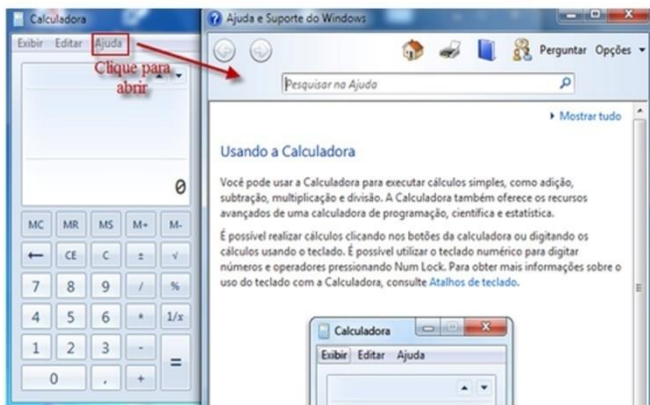 Calculadora
Exibir Editar Ajuda
Clique para
abrir
0
MC MR MS M+ M-
← CE C ± √
7 8 9 / %
4 5 6 * 1/x
1 2 3 - =
0 , +
Ajuda e Suporte do Windows
Perguntar Opções
Pesquisar na Ajuda
Mostrar tudo
Usando a Calculadora
Você pode usar a Calculadora para executar cálculos simples, como adição,
subtração, multiplicação e divisão. A Calculadora também oferece os recursos
avançados de uma calculadora de programação, científica e estatística.
É possível realizar cálculos clicando nos botões da calculadora ou digitando os
cálculos usando o teclado. É possível utilizar o teclado numérico para digitar
números e operadores pressionando Num Lock. Para obter mais informações sobre o
uso do teclado com a Calculadora, consulte Atalhos de teclado.
Calculadora
Exibir Editar Ajuda